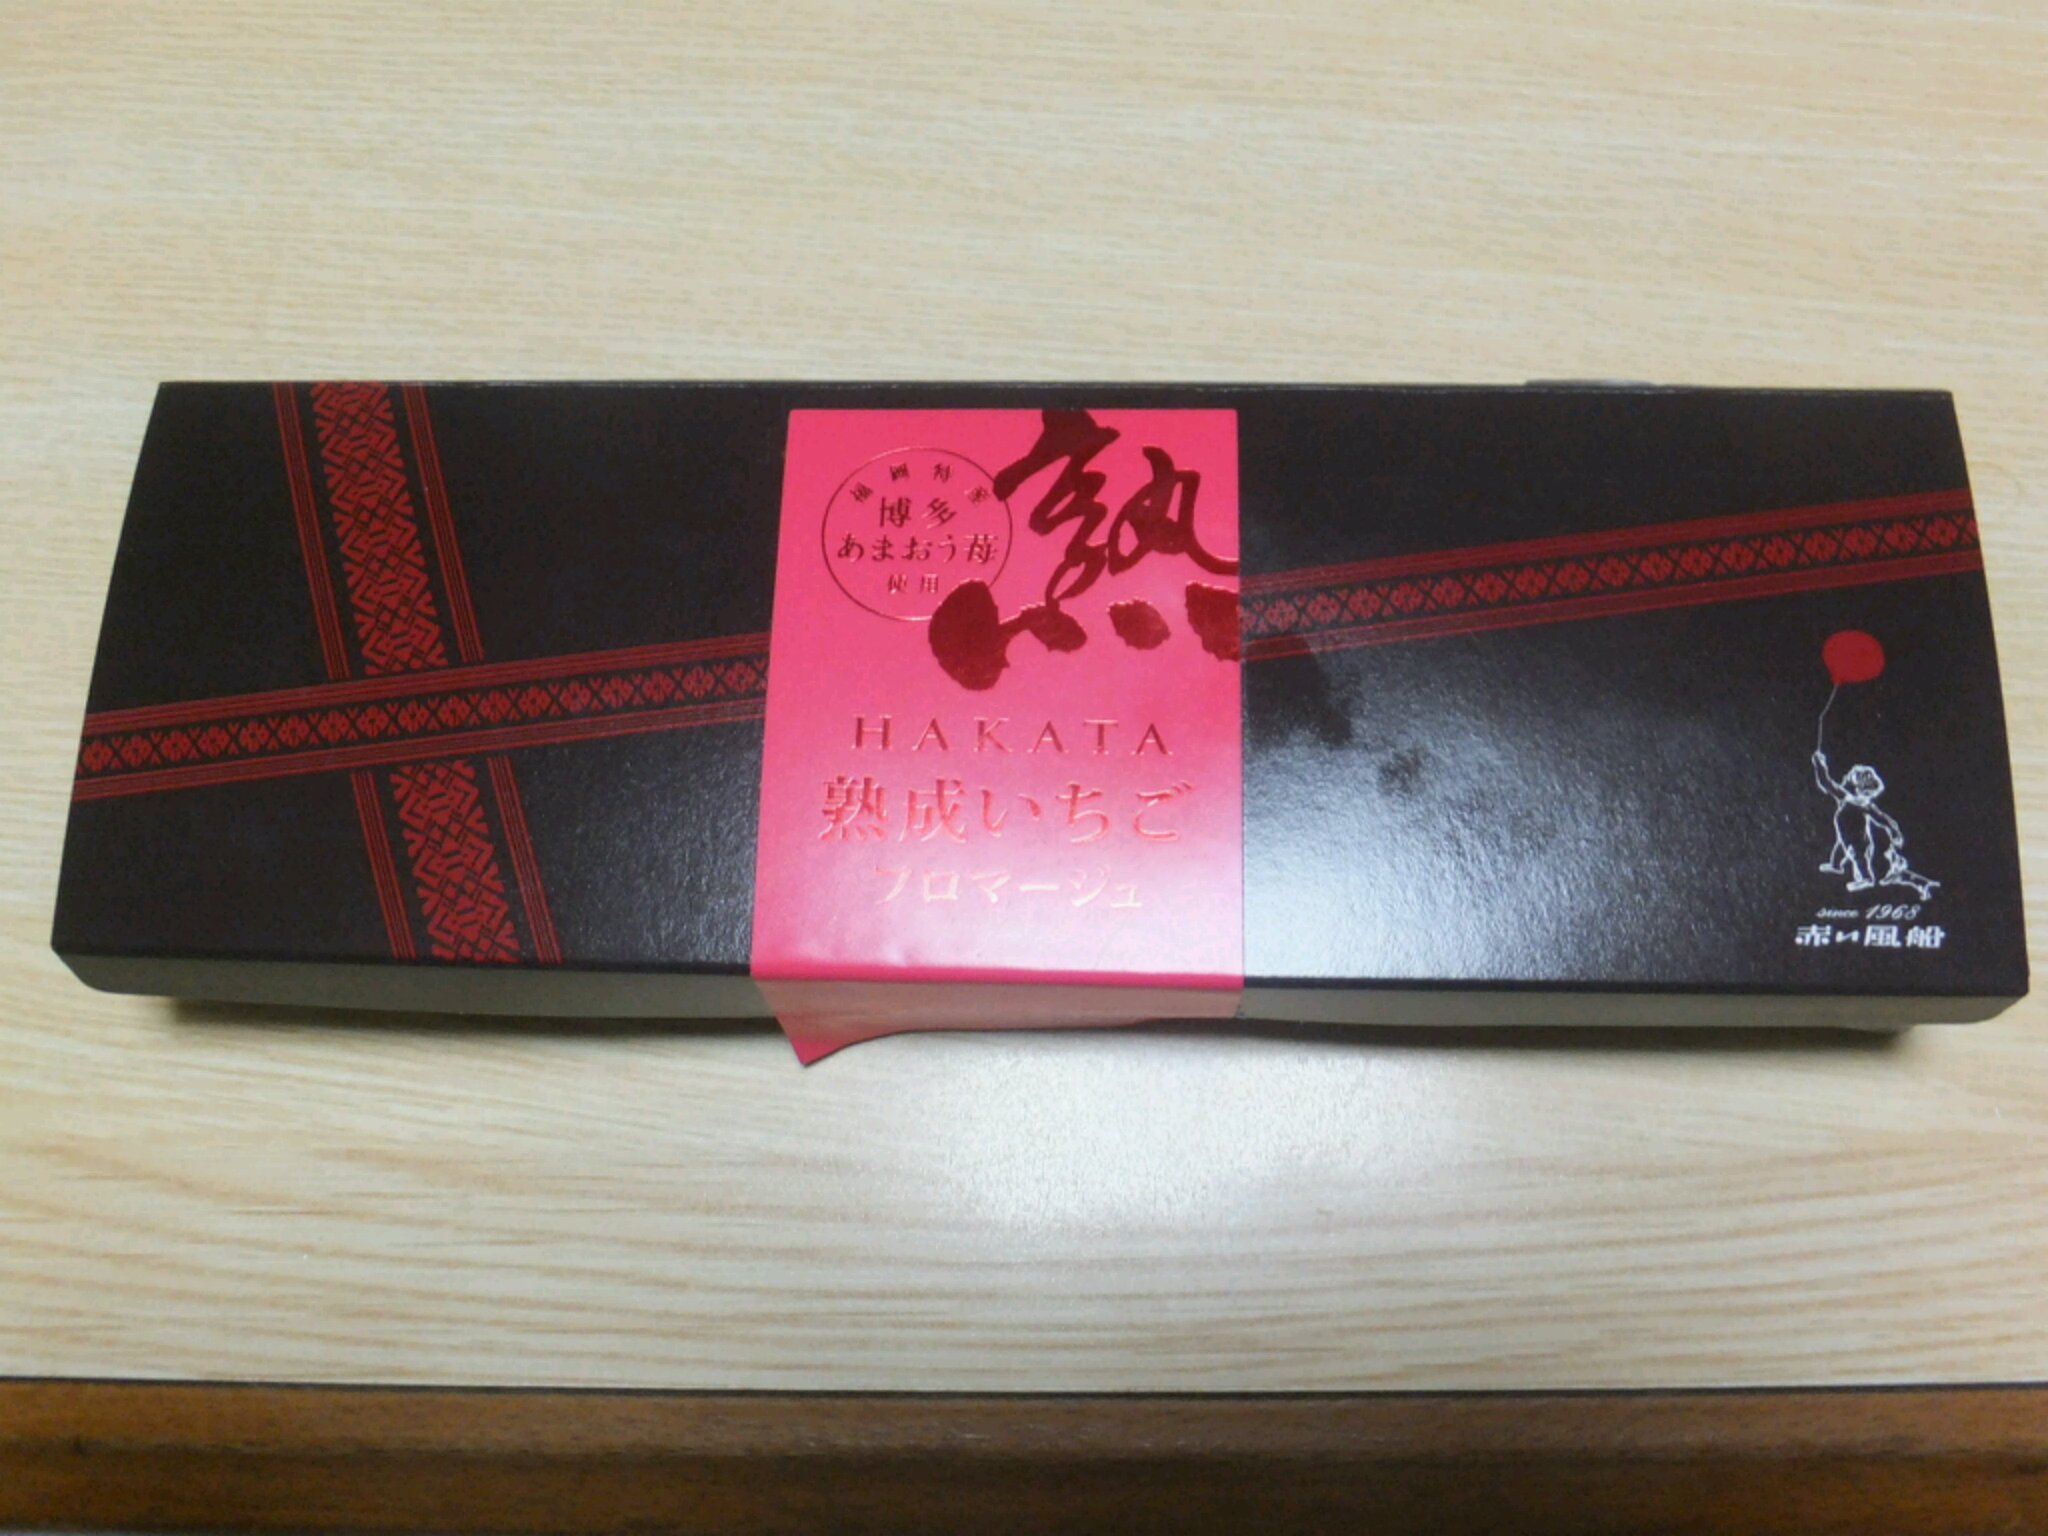 熟
福岡特産
博多
あまおう苺
使用
HAKATA
熟成いちご
フロマージュ
since 1968
赤い風船